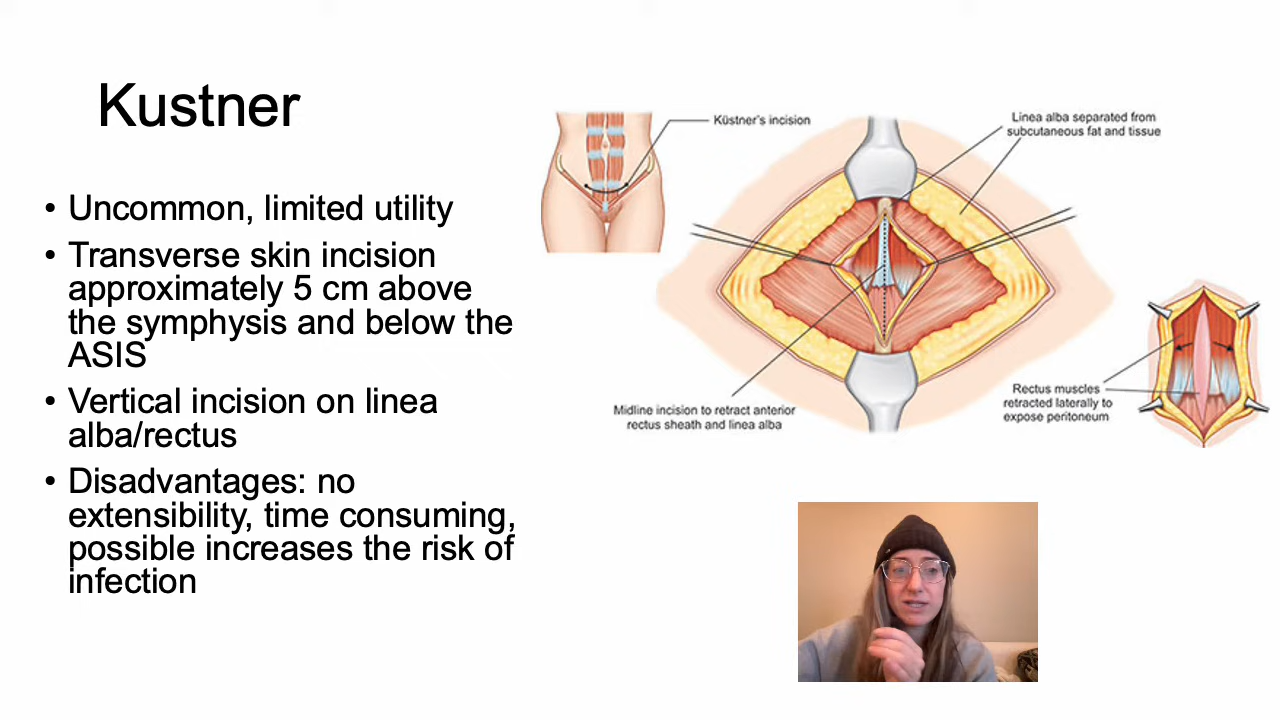 Kustner
• Uncommon, limited utility
• Transverse skin incision
approximately 5 cm above
the symphysis and below the
ASIS
• Vertical incision on linea
alba/rectus
• Disadvantages: no
extensibility, time consuming,
possible increases the risk of
infection
Küstner's incision
Linea alba separated from
subcutaneous fat and tissue
Midline incision to retract anterior
rectus sheath and linea alba
Rectus muscles
retracted laterally to
expose peritoneum